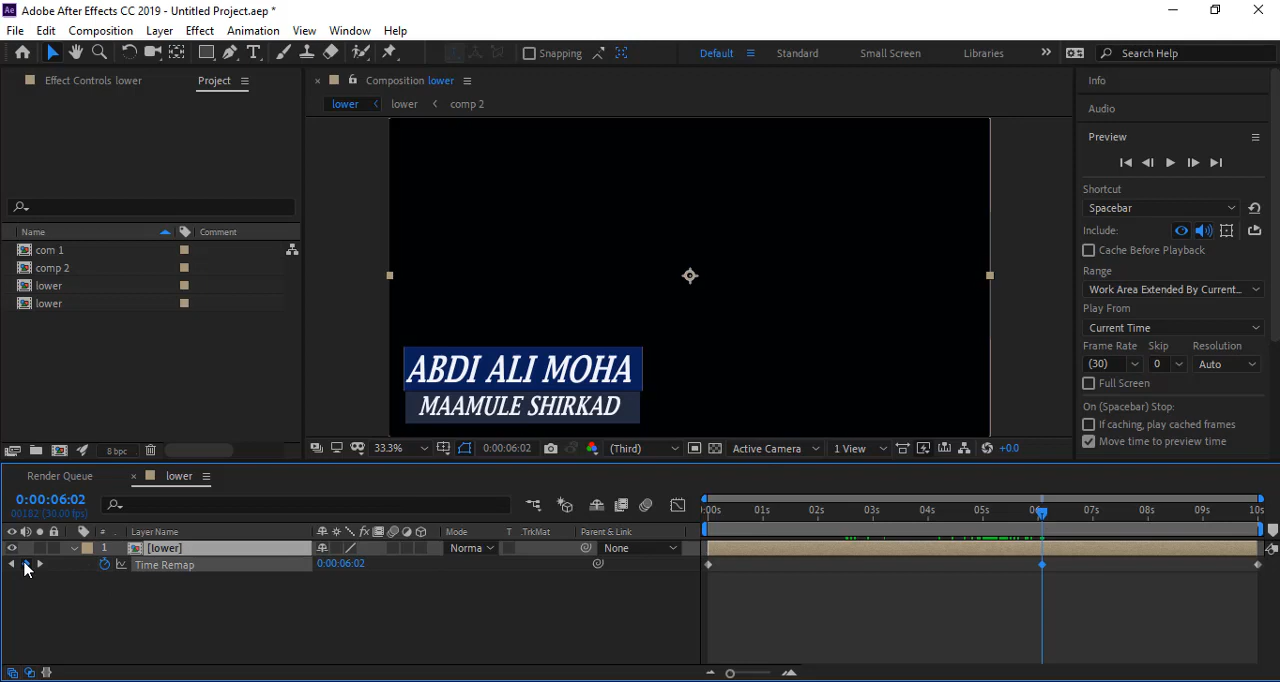 Adobe After Effects CC 2019 - Untitled Project.aep *
File Edit Composition Layer Effect Animation View Window Help
Snapping Default Standard Small Screen Libraries Search Help
Effect Controls lower Project Composition lower Info
lower lower comp 2 Audio
Preview
Shortcut
Spacebar
Name Comment
Include:
com 1
Cache Before Playback
comp 2 Range
lower Work Area Extended By Current...
lower Play From
Current Time
Frame Rate Skip Resolution
(30) 0 Auto
Full Screen
On (Spacebar) Stop:
If caching, play cached frames
Move time to preview time
ABDI ALI MOHA
MAAMULE SHIRKAD
8 bpc 33.3% 0:00:06:02 (Third) Active Camera 1 View +0.0
Render Queue lower
0:00:06:02
00182 (30.00 fps)
:00s 01s 02s 03s 04s 05s 06s 07s 08s 09s 10s
# Layer Name fx Mode T TrkMat Parent & Link
1 [lower] Norma None
Time Remap 0:00:06:02